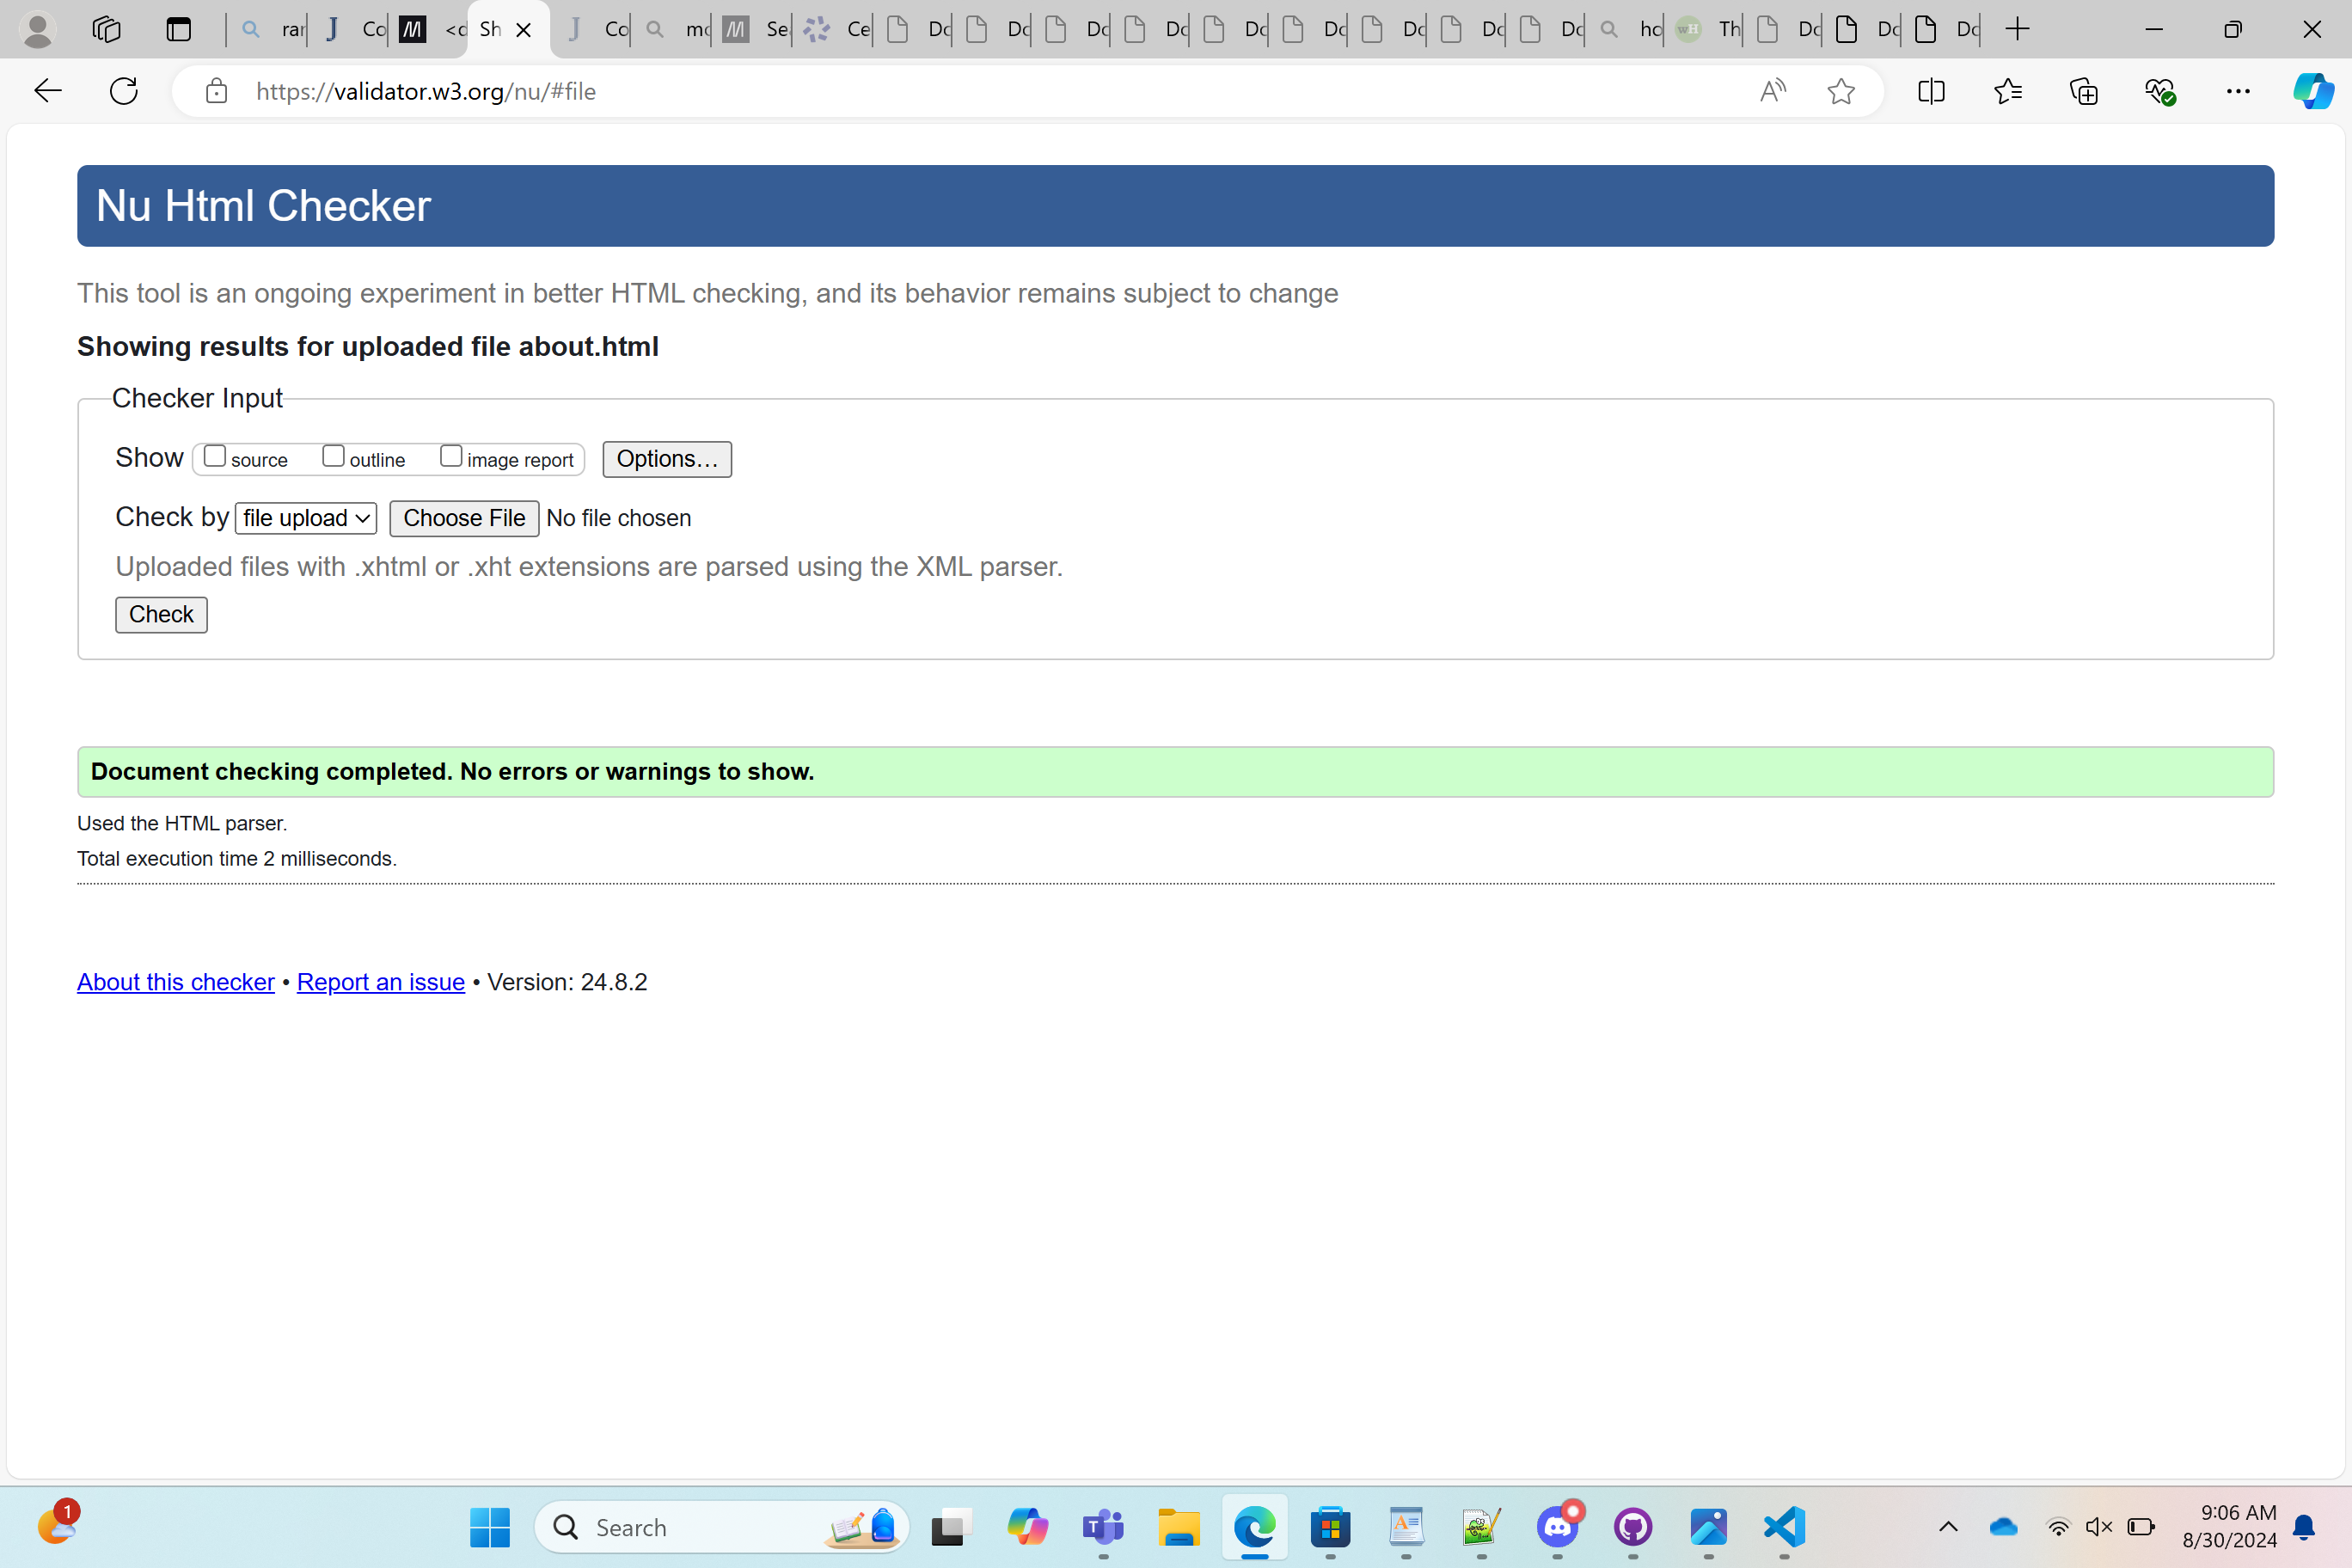 rar
Co
<d
Sh
Co
mo
Se
Ce
Do
Do
Do
Do
Do
Do
Do
Do
Do
ho
Th
Do
Do
Do
https://validator.w3.org/nu/#file
Nu Html Checker
This tool is an ongoing experiment in better HTML checking, and its behavior remains subject to change
Showing results for uploaded file about.html
Checker Input
Show source outline image report Options…
Check by file upload Choose File No file chosen
Uploaded files with .xhtml or .xht extensions are parsed using the XML parser.
Check
Document checking completed. No errors or warnings to show.
Used the HTML parser.
Total execution time 2 milliseconds.
About this checker • Report an issue • Version: 24.8.2
1
Search
9:06 AM
8/30/2024